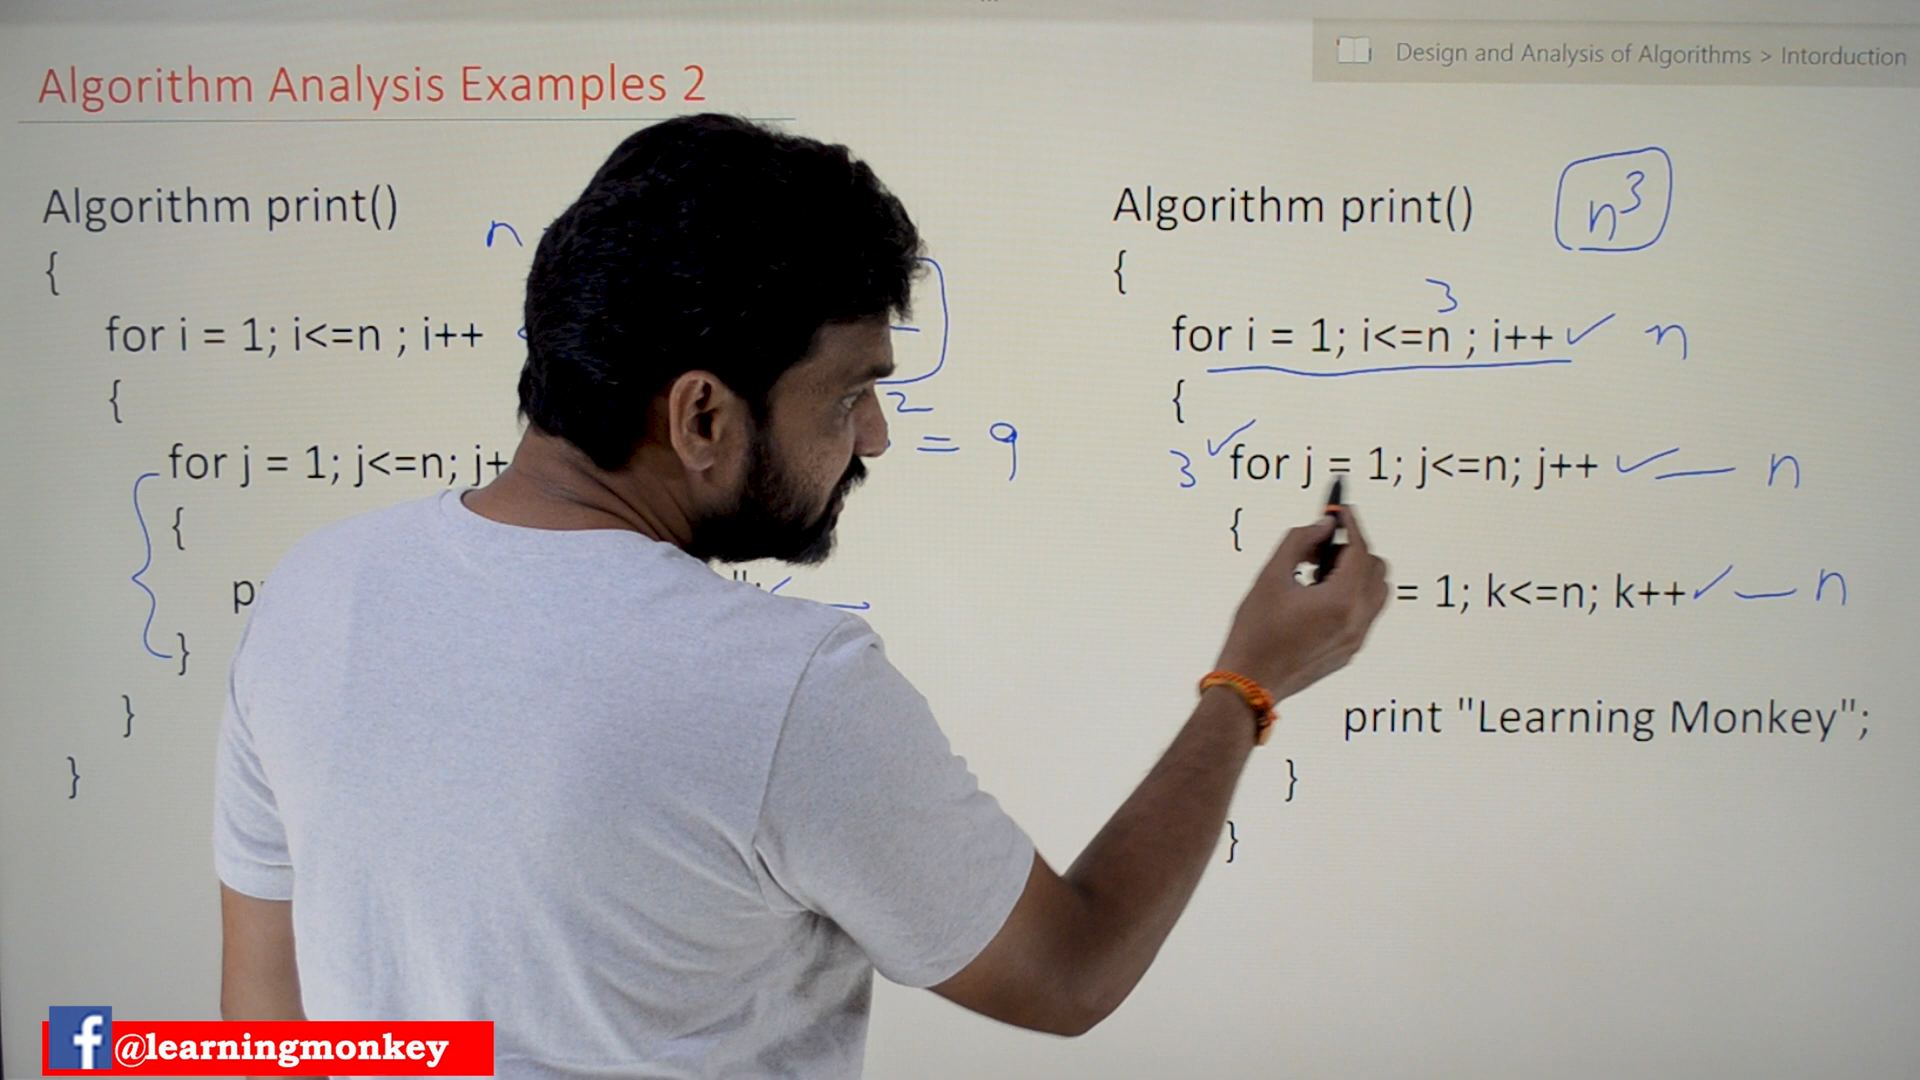 Design and Analysis of Algorithms > Intorduction
Algorithm Analysis Examples 2
Algorithm print()
n
{
for i = 1; i<=n ; i++
{
2
= 9
for j = 1; j<=n;
{
}
}
}
Algorithm print()
n³
{
3
for i = 1; i<=n ; i++ ✓ n
{
3 ✓ for j = 1; j<=n; j++ ✓ — n
{
= 1; k<=n; k++ ✓ — n
print "Learning Monkey";
}
}
f @learningmonkey